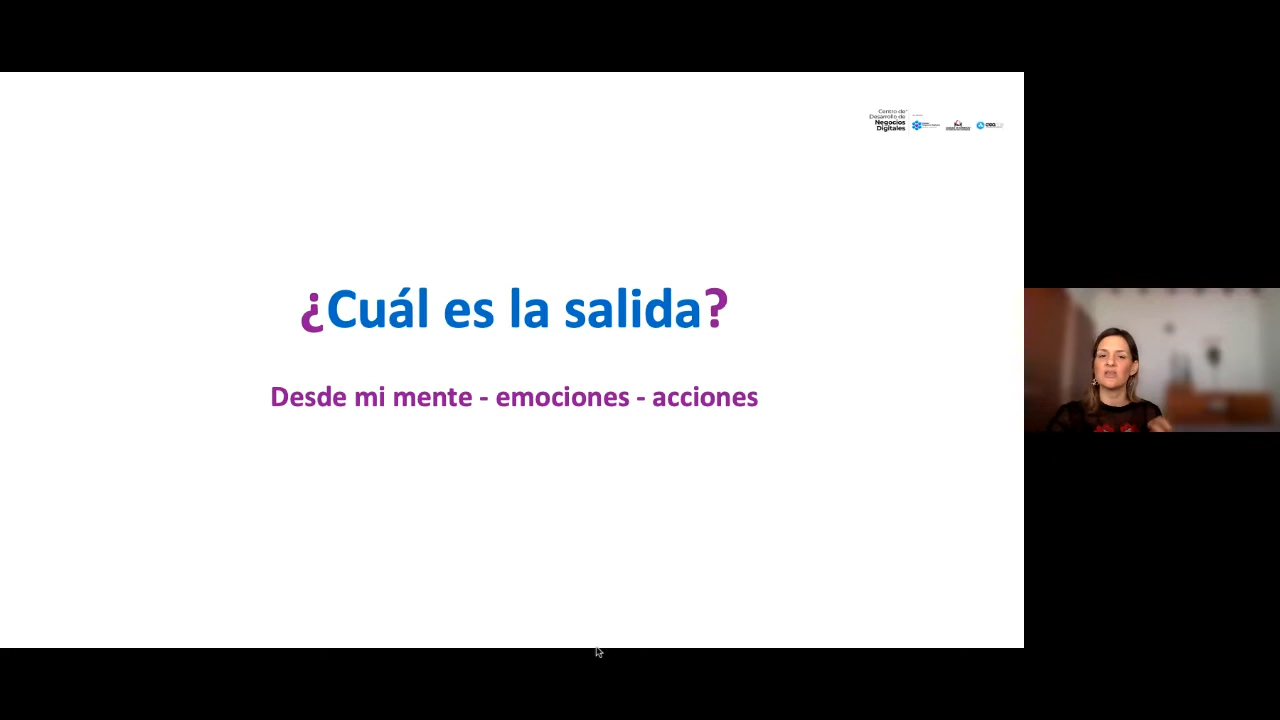 Centro de
Desarrollo de
Negocios
Digitales
¿Cuál es la salida?
Desde mi mente - emociones - acciones